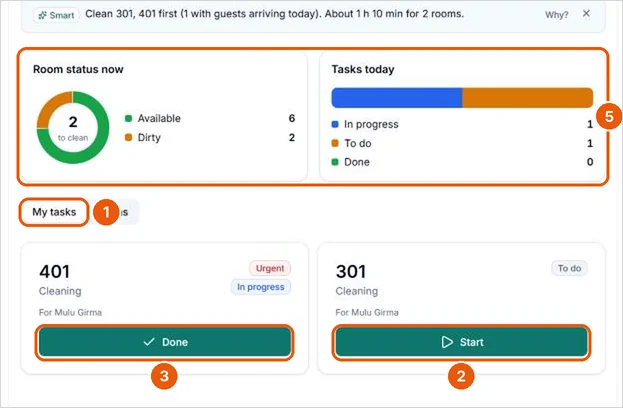 Smart Clean 301, 401 first (1 with guests arriving today). About 1 h 10 min for 2 rooms. Why?
Room status now
2
to clean
Available 6
Dirty 2
Tasks today
In progress 1
To do 1
Done 0
5
My tasks
1
401
Urgent
Cleaning
In progress
For Mulu Girma
Done
3
301
To do
Cleaning
For Mulu Girma
Start
2